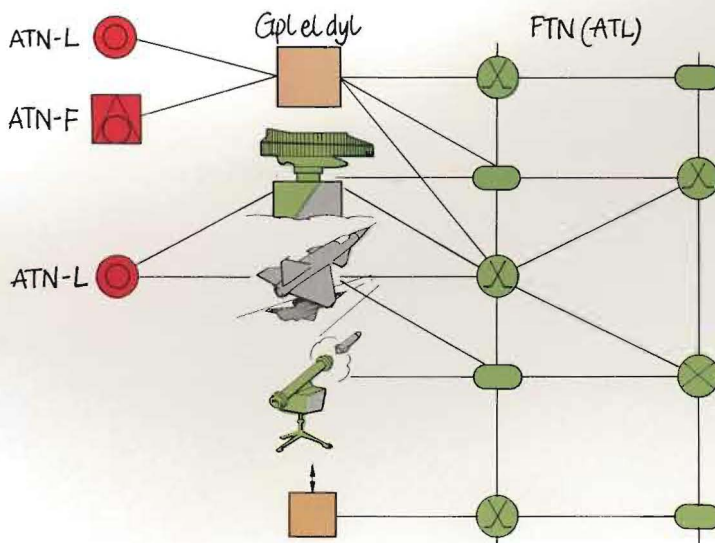 ATN-L
Gpl el dyl
FTN (ATL)
ATN-F
ATN-L